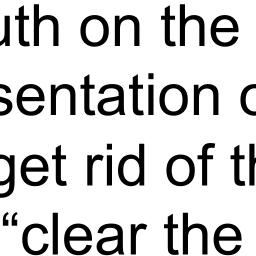 uth on the
sentation o
get rid of th
“clear the